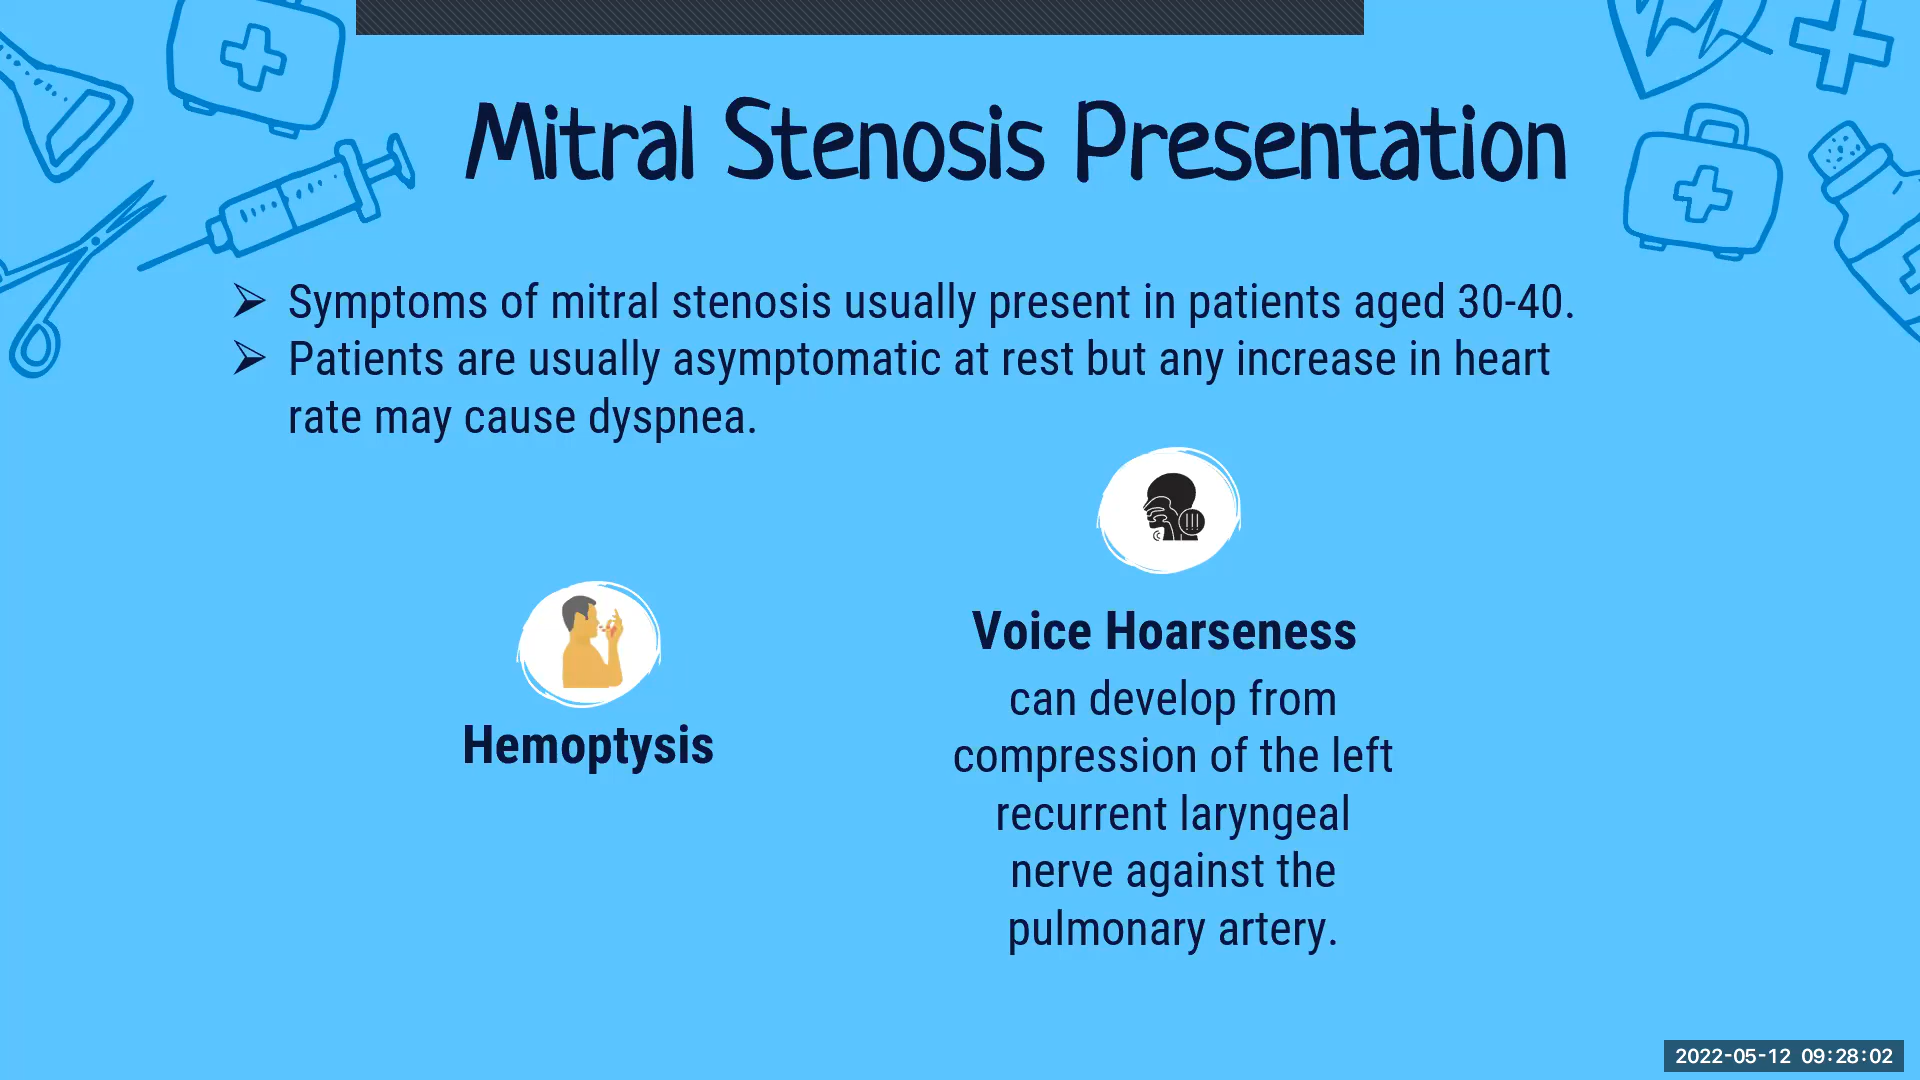 Mitral Stenosis Presentation
➢ Symptoms of mitral stenosis usually present in patients aged 30-40.
➢ Patients are usually asymptomatic at rest but any increase in heart
rate may cause dyspnea.
Hemoptysis
Voice Hoarseness
can develop from
compression of the left
recurrent laryngeal
nerve against the
pulmonary artery.
2022-05-12 09:28:02